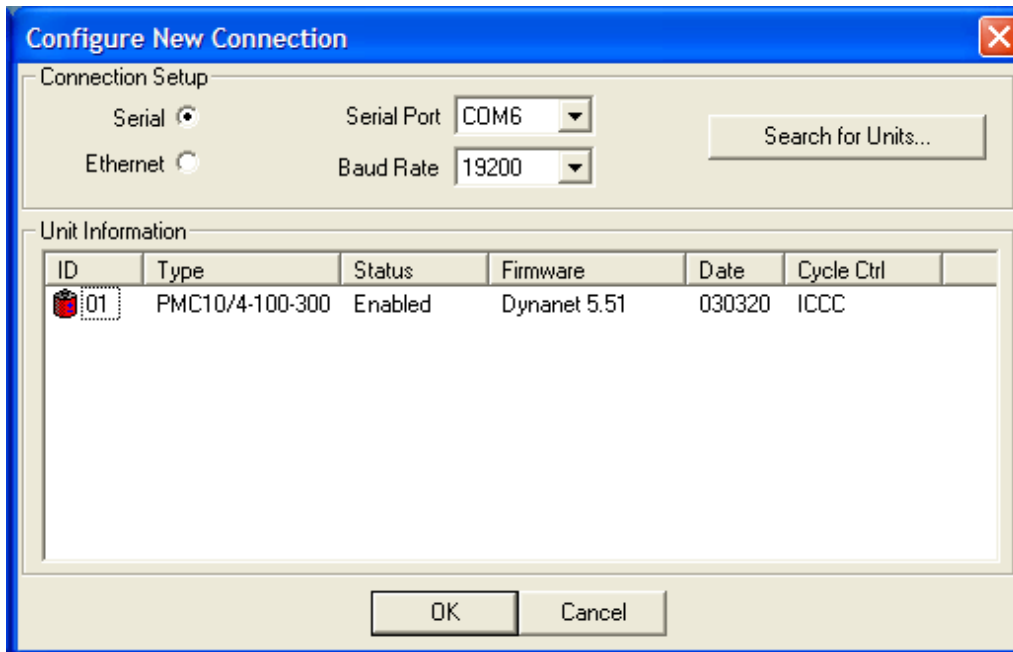 Configure New Connection
Connection Setup
Serial Serial Port COM6 Search for Units...
Ethernet Baud Rate 19200
Unit Information
ID Type Status Firmware Date Cycle Ctrl
01 PMC10/4-100-300 Enabled Dynanet 5.51 030320 ICCC
OK Cancel